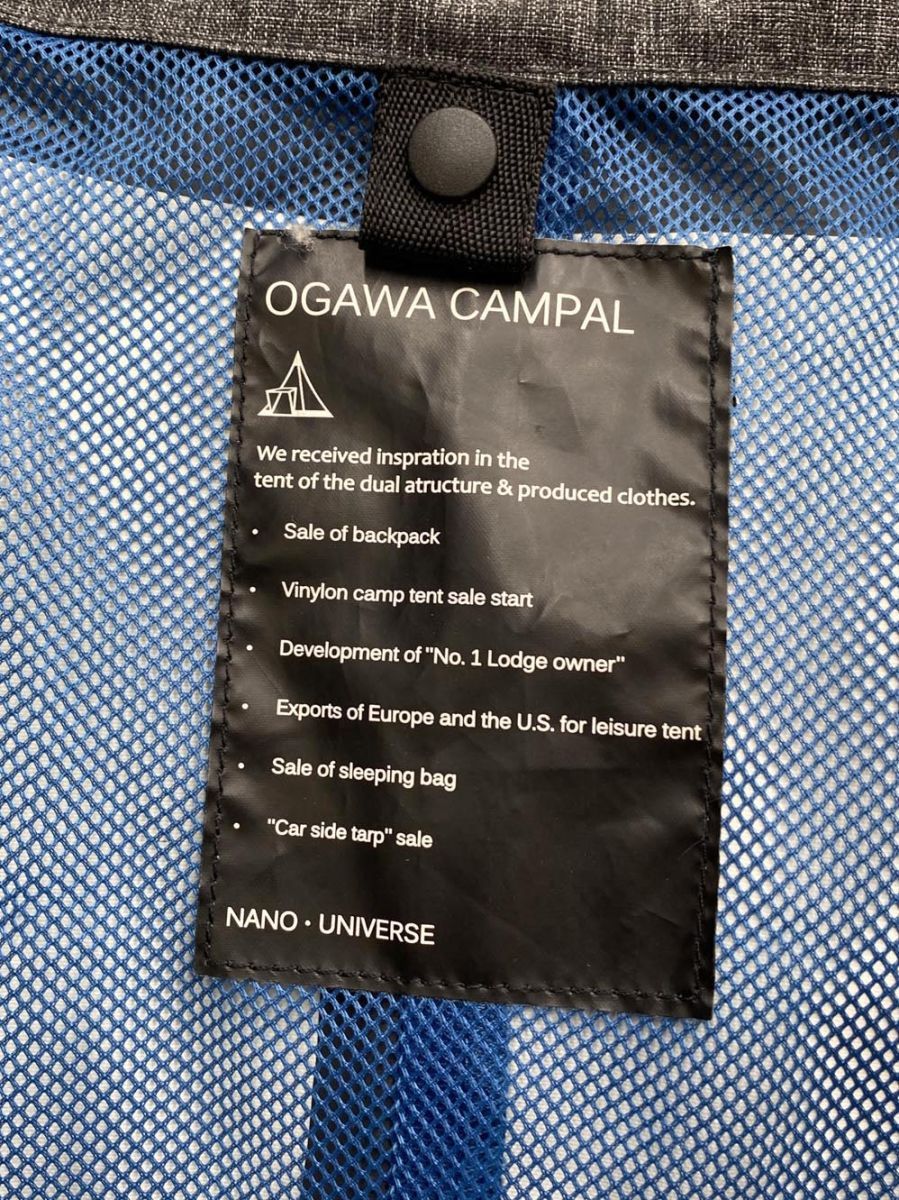 OGAWA CAMPAL
We received inspration in the
tent of the dual atructure & produced clothes.
• Sale of backpack
• Vinylon camp tent sale start
• Development of "No. 1 Lodge owner"
• Exports of Europe and the U.S. for leisure tent
• Sale of sleeping bag
• "Car side tarp" sale
NANO・UNIVERSE